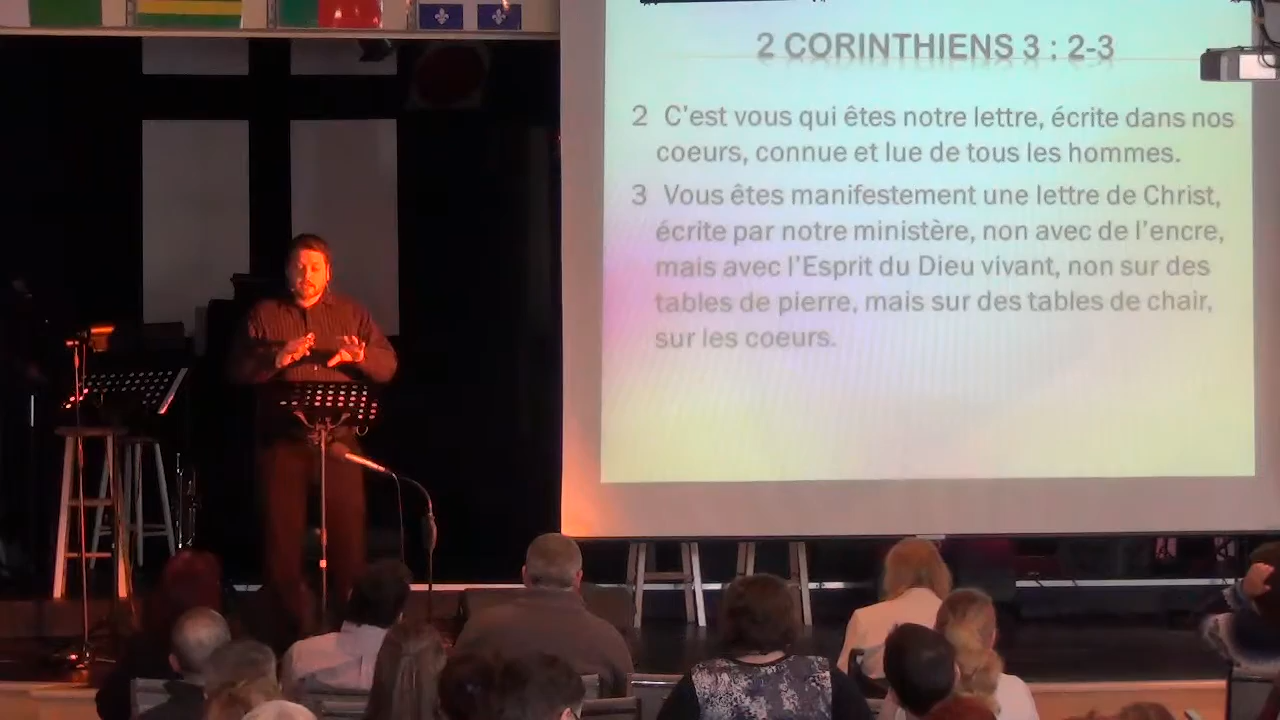 2 CORINTHIENS 3 : 2-3
2 C'est vous qui êtes notre lettre, écrite dans nos
coeurs, connue et lue de tous les hommes.
3 Vous êtes manifestement une lettre de Christ,
écrite par notre ministère, non avec de l'encre,
mais avec l'Esprit du Dieu vivant, non sur des
tables de pierre, mais sur des tables de chair,
sur les coeurs.